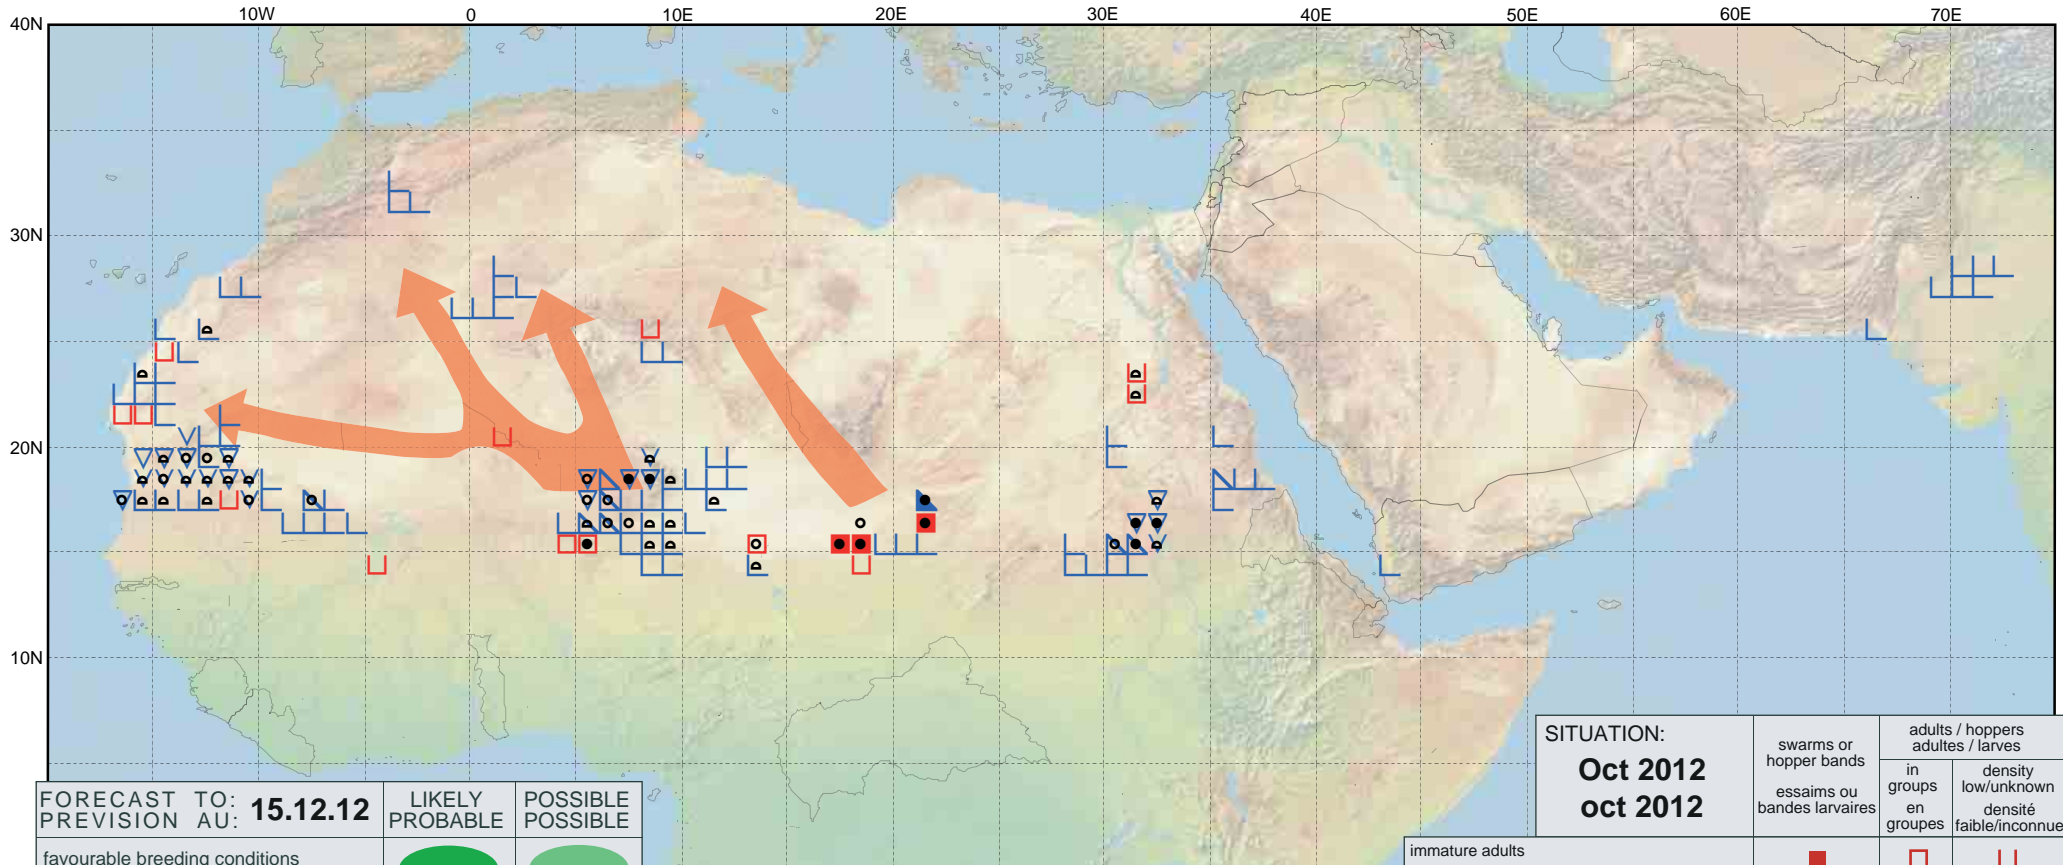 10W 0 10E 20E 30E 40E 50E 60E 70E
40N
30N
20N
10N
FORECAST TO: 15.12.12
PREVISION AU:
LIKELY
PROBABLE
POSSIBLE
POSSIBLE
favourable breeding conditions
SITUATION:
Oct 2012
oct 2012
swarms or
hopper bands
essaims ou
bandes larvaires
adults / hoppers
adultes / larves
in
groups
en
groupes
density
low/unknown
densité
faible/inconnue
immature adults